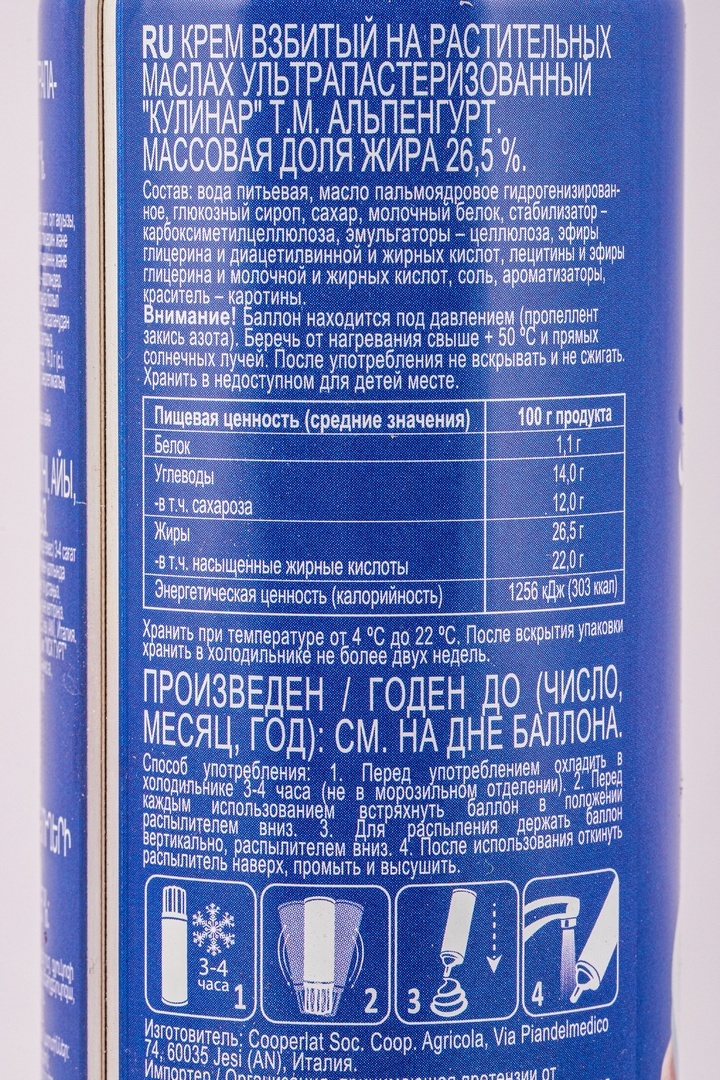 RU КРЕМ ВЗБИТЫЙ НА РАСТИТЕЛЬНЫХ
МАСЛАХ УЛЬТРАПАСТЕРИЗОВАННЫЙ
"КУЛИНАР" Т.М. АЛЬПЕНГУРТ.
МАССОВАЯ ДОЛЯ ЖИРА 26,5 %.
Состав: вода питьевая, масло пальмоядровое гидрогенизирован-
ное, глюкозный сироп, сахар, молочный белок, стабилизатор –
карбоксиметилцеллюлоза, эмульгаторы – целлюлоза, эфиры
глицерина и диацетилвинной и жирных кислот, лецитины и эфиры
глицерина и молочной и жирных кислот, соль, ароматизаторы,
краситель – каротины.
Внимание! Баллон находится под давлением (пропеллент
закись азота). Беречь от нагревания свыше + 50 ºС и прямых
солнечных лучей. После употребления не вскрывать и не сжигать.
Хранить в недоступном для детей месте.
Пищевая ценность (средние значения) 100 г продукта
Белок 1,1 г
Углеводы 14,0 г
-в т.ч. сахароза 12,0 г
Жиры 26,5 г
-в т.ч. насыщенные жирные кислоты 22,0 г
Энергетическая ценность (калорийность) 1256 кДж (303 ккал)
Хранить при температуре от 4 ºС до 22 ºС. После вскрытия упаковки
хранить в холодильнике не более двух недель.
ПРОИЗВЕДЕН / ГОДЕН ДО (ЧИСЛО,
МЕСЯЦ, ГОД): СМ. НА ДНЕ БАЛЛОНА.
Способ употребления: 1. Перед употреблением охладить в
холодильнике 3-4 часа (не в морозильном отделении). 2. Перед
каждым использованием встряхнуть баллон в положении
распылителем вниз. 3. Для распыления держать баллон
вертикально, распылителем вниз. 4. После использования откинуть
распылитель наверх, промыть и высушить.
3-4
часа 1
2
3
4
Изготовитель: Cooperlat Soc. Coop. Agricola, Via Piandelmedico
74, 60035 Jesi (AN), Италия.
Импортер / Организация, принимающая претензии от